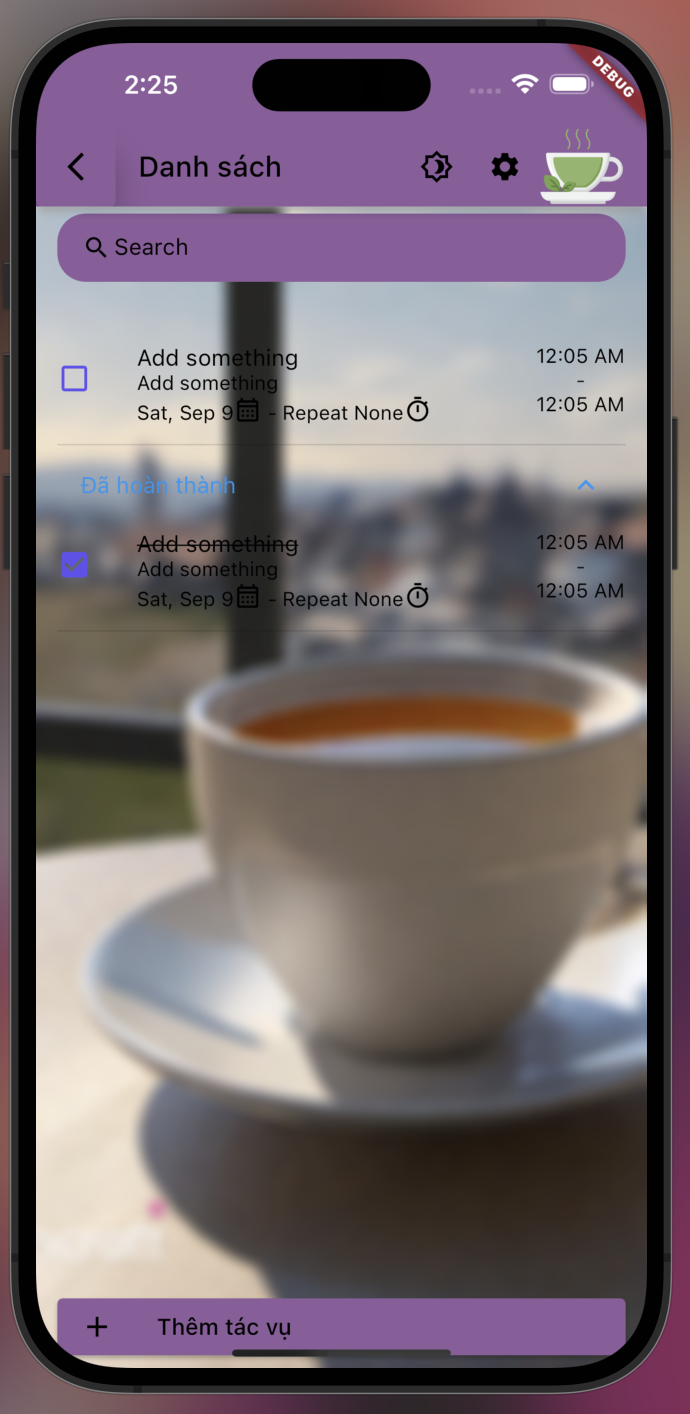 2:25
DEBUG
Danh sách
Search
Add something
12:05 AM
Add something
-
Sat, Sep 9 - Repeat None
12:05 AM
Đã hoàn thành
Add something
12:05 AM
Add something
-
Sat, Sep 9 - Repeat None
12:05 AM
Thêm tác vụ